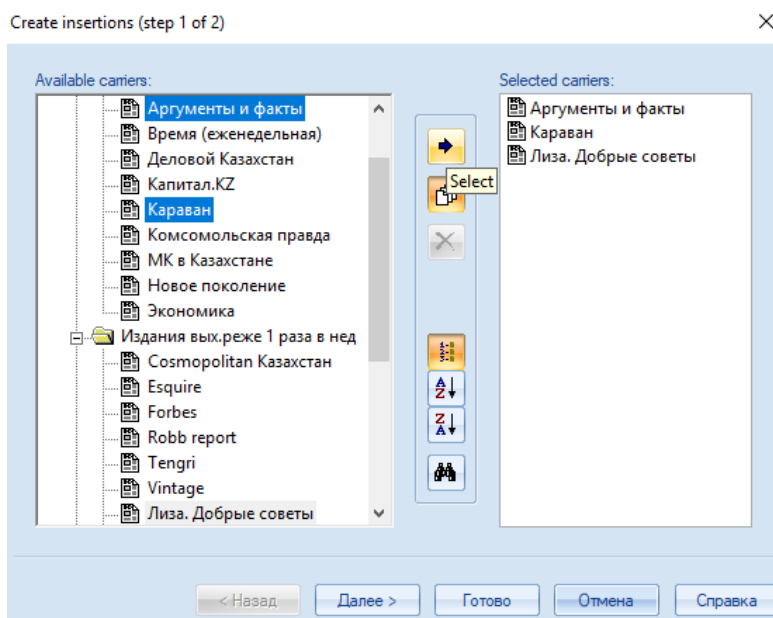 Create insertions (step 1 of 2)
Available carriers:
Аргументы и факты
Время (еженедельная)
Деловой Казахстан
Капитал.KZ
Караван
Комсомольская правда
МК в Казахстане
Новое поколение
Экономика
Издания вых.реже 1 раза в нед
Cosmopolitan Казахстан
Esquire
Forbes
Robb report
Tengri
Vintage
Лиза. Добрые советы
Select
Selected carriers:
Аргументы и факты
Караван
Лиза. Добрые советы
< Назад
Далее >
Готово
Отмена
Справка